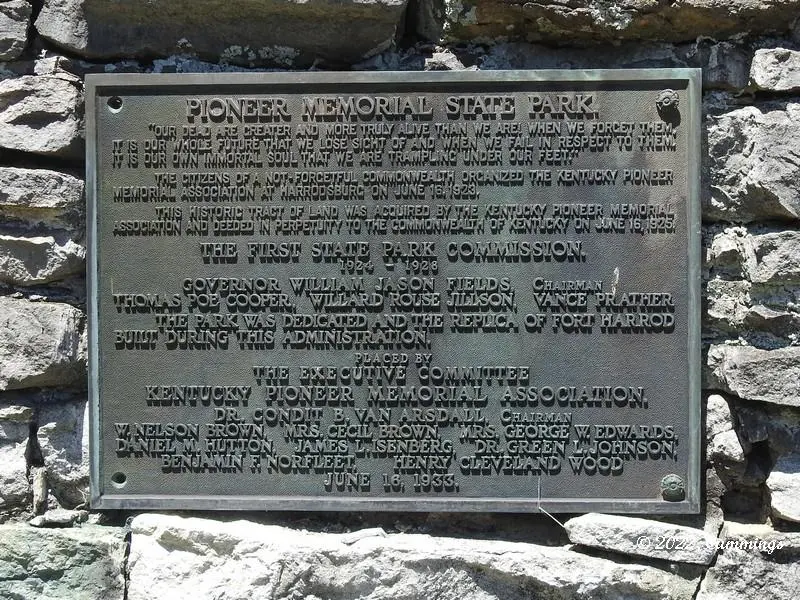 PIONEER MEMORIAL STATE PARK.
"OUR DEAD ARE GREATER AND MORE TRULY ALIVE THAN WE ARE! WHEN WE FORGET THEM,
IT IS OUR WHOLE FUTURE THAT WE LOSE SIGHT OF AND WHEN WE FAIL IN RESPECT TO THEM,
IT IS OUR OWN IMMORTAL SOUL THAT WE ARE TRAMPLING UNDER OUR FEET."
THE CITIZENS OF A NOT-FORGETFUL COMMONWEALTH ORGANIZED THE KENTUCKY PIONEER
MEMORIAL ASSOCIATION AT HARRODSBURG ON JUNE 16, 1923.
THIS HISTORIC TRACT OF LAND WAS ACQUIRED BY THE KENTUCKY PIONEER MEMORIAL
ASSOCIATION AND DEEDED IN PERPETUITY TO THE COMMONWEALTH OF KENTUCKY ON JUNE 16, 1925.
THE FIRST STATE PARK COMMISSION.
1924 - 1928
GOVERNOR WILLIAM JASON FIELDS, CHAIRMAN
THOMAS POE COOPER, WILLARD ROUSE JILLSON, VANCE PRATHER.
THE PARK WAS DEDICATED AND THE REPLICA OF FORT HARROD
BUILT DURING THIS ADMINISTRATION.
PLACED BY
THE EXECUTIVE COMMITTEE
KENTUCKY PIONEER MEMORIAL ASSOCIATION,
DR. CONDIT B. VAN ARSDALL, CHAIRMAN
W. NELSON BROWN, MRS. CECIL BROWN, MRS. GEORGE W. EDWARDS,
DANIEL M. HUTTON, JAMES L. ISENBERG, DR. GREEN L. JOHNSON,
BENJAMIN F. NORFLEET, HENRY CLEVELAND WOOD
JUNE 16, 1933.
Cummings